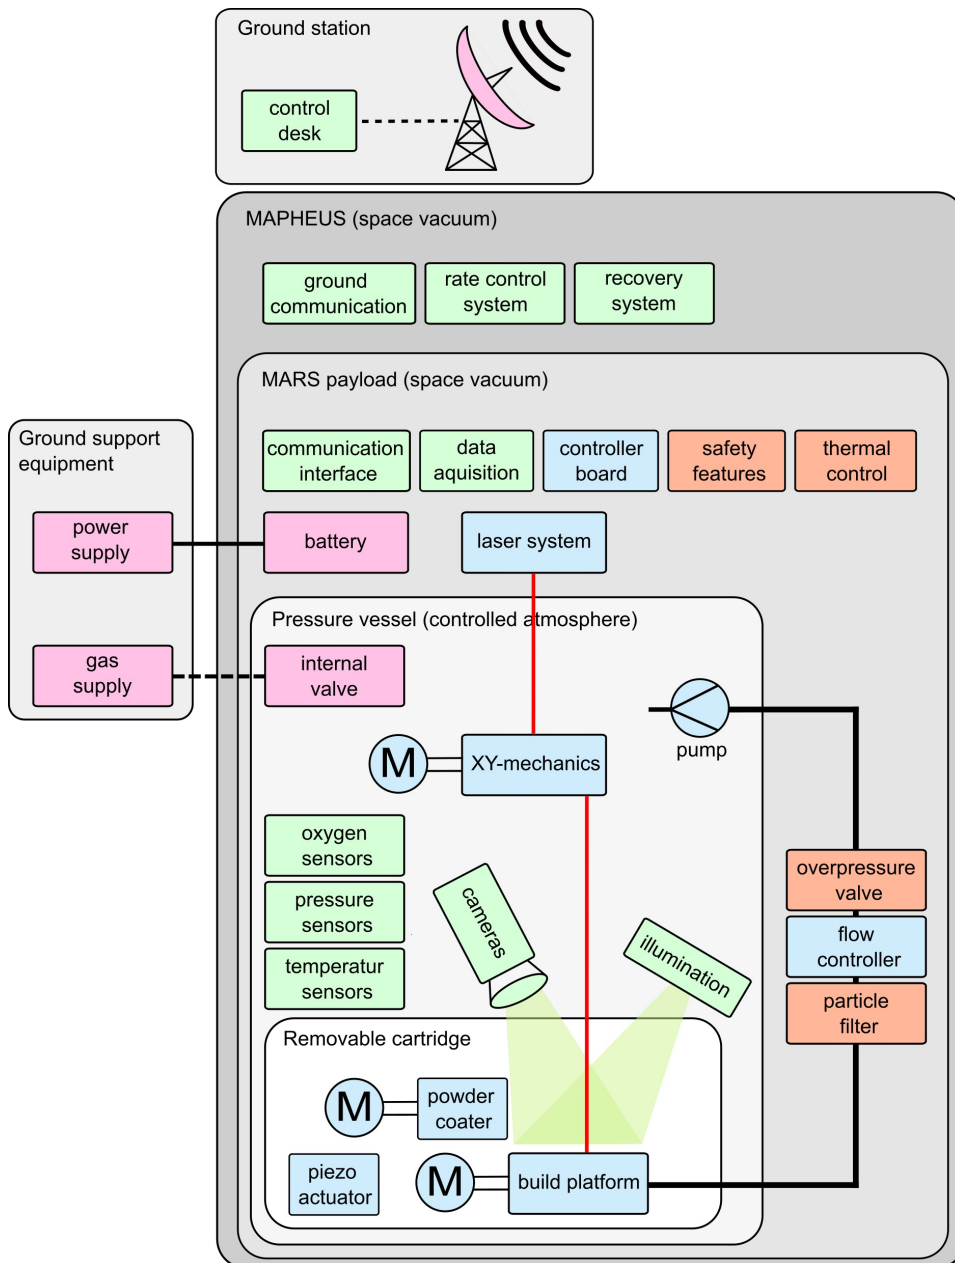 Ground station
control
desk
MAPHEUS (space vacuum)
ground
communication
rate control
system
recovery
system
MARS payload (space vacuum)
Ground support
equipment
communication
interface
data
aquisition
controller
board
safety
features
thermal
control
power
supply
battery
laser system
Pressure vessel (controlled atmosphere)
gas
supply
internal
valve
pump
M
XY-mechanics
oxygen
sensors
pressure
sensors
temperatur
sensors
cameras
illumination
overpressure
valve
flow
controller
particle
filter
Removable cartridge
M
powder
coater
piezo
actuator
M
build platform